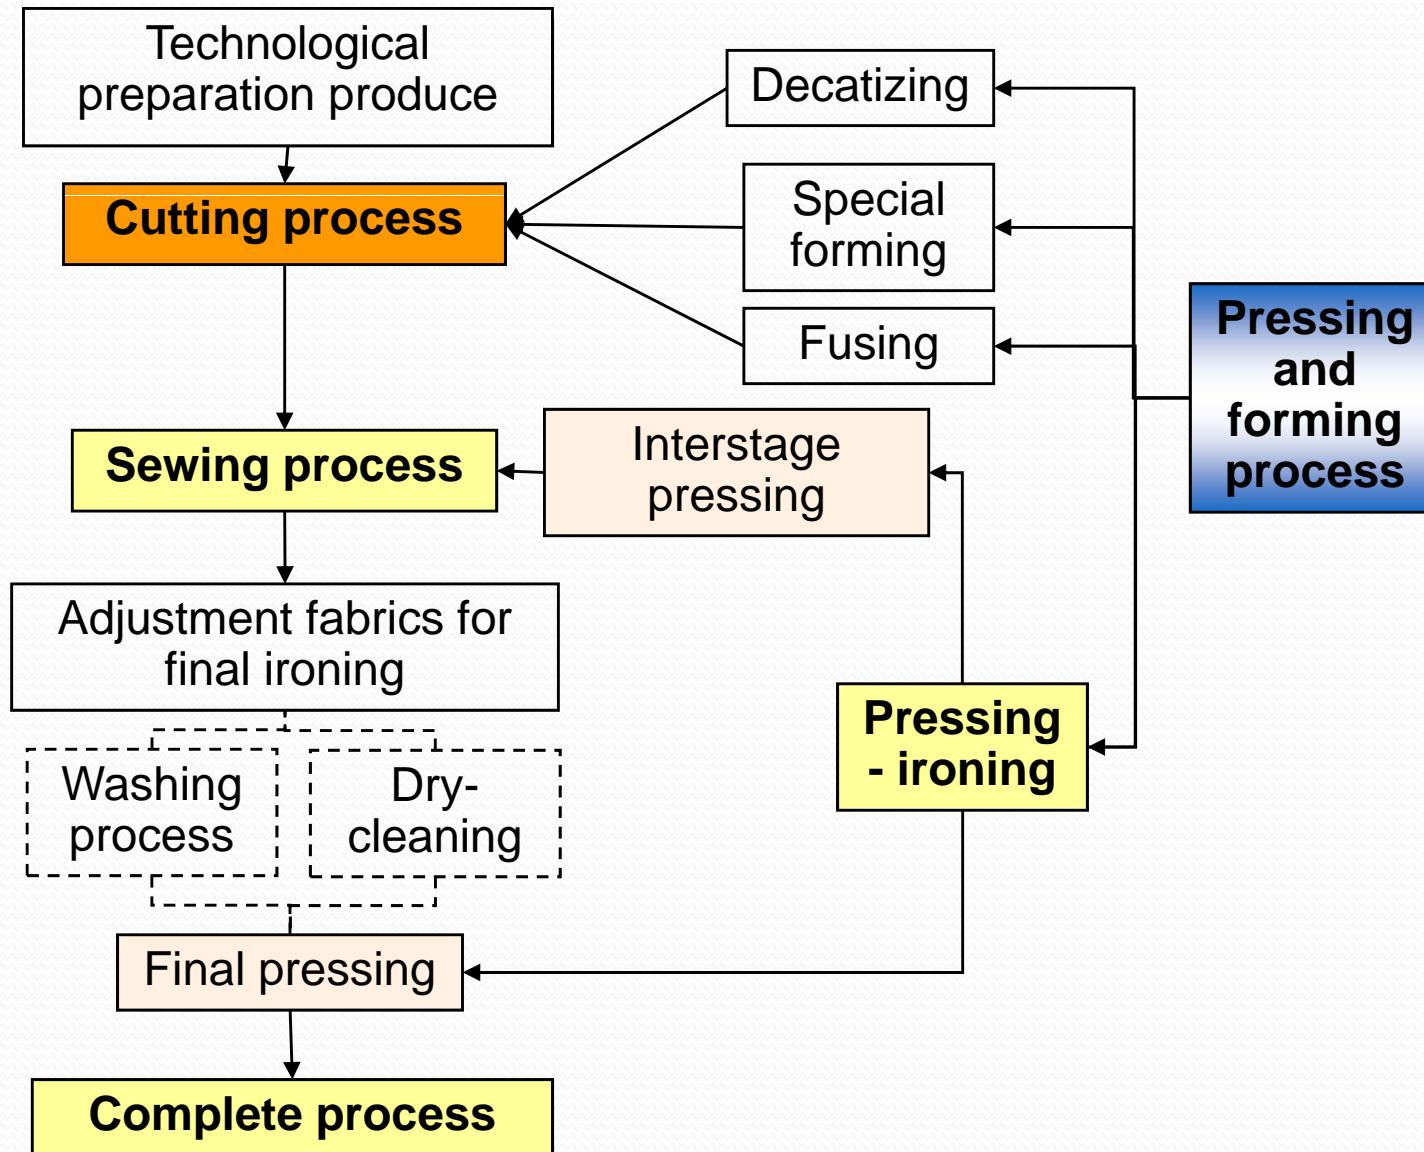 Technological
preparation produce
Decatizing
Cutting process
Special
forming
Fusing
Pressing
and
forming
process
Sewing process
Interstage
pressing
Adjustment fabrics for
final ironing
Pressing
- ironing
Washing
process
Dry-
cleaning
Final pressing
Complete process